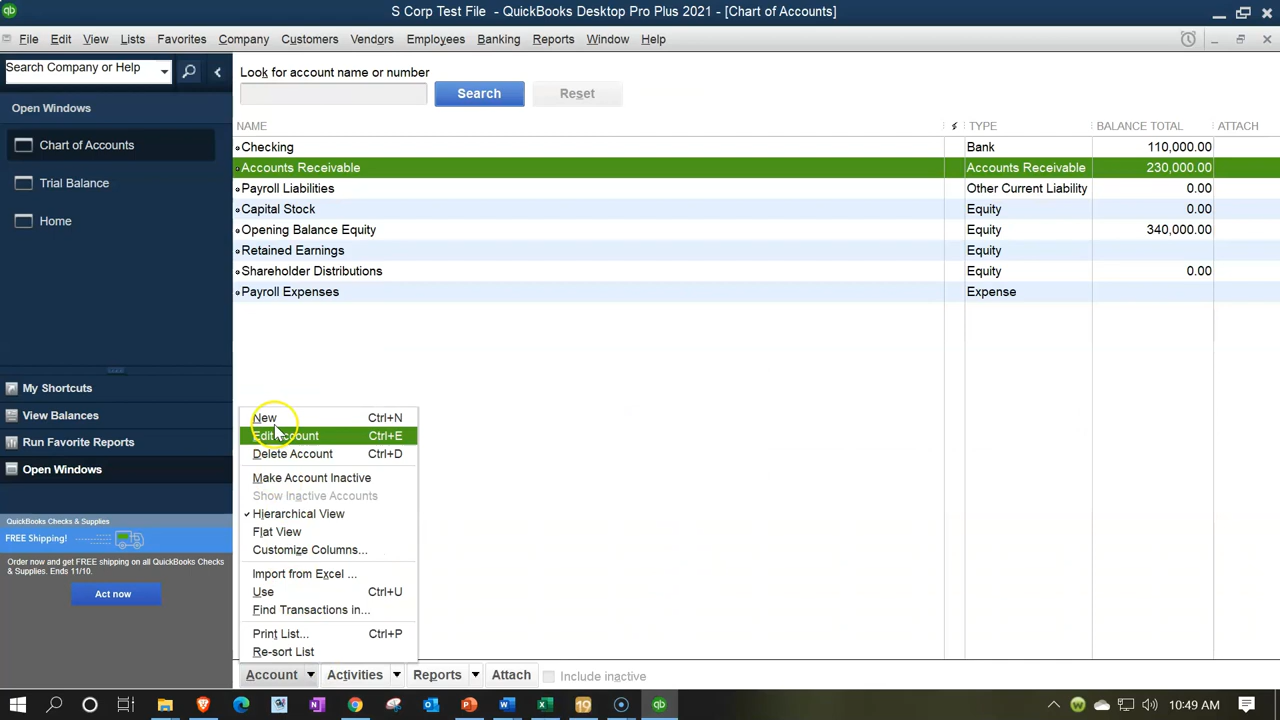 qb
S Corp Test File - QuickBooks Desktop Pro Plus 2021 - [Chart of Accounts]
File Edit View Lists Favorites Company Customers Vendors Employees Banking Reports Window Help
Search Company or Help
Look for account name or number
Search
Reset
Open Windows
Chart of Accounts
Trial Balance
Home
NAME TYPE BALANCE TOTAL ATTACH
Checking Bank 110,000.00
Accounts Receivable Accounts Receivable 230,000.00
Payroll Liabilities Other Current Liability 0.00
Capital Stock Equity 0.00
Opening Balance Equity Equity 340,000.00
Retained Earnings Equity
Shareholder Distributions Equity 0.00
Payroll Expenses Expense
My Shortcuts
View Balances
Run Favorite Reports
Open Windows
QuickBooks Checks & Supplies
FREE Shipping!
Order now and get FREE shipping on all QuickBooks Checks
& Supplies. Ends 11/10.
Act now
New Ctrl+N
Edit Account Ctrl+E
Delete Account Ctrl+D
Make Account Inactive
Show Inactive Accounts
Hierarchical View
Flat View
Customize Columns...
Import from Excel ...
Use Ctrl+U
Find Transactions in...
Print List... Ctrl+P
Re-sort List
Account Activities Reports Attach Include inactive
10:49 AM